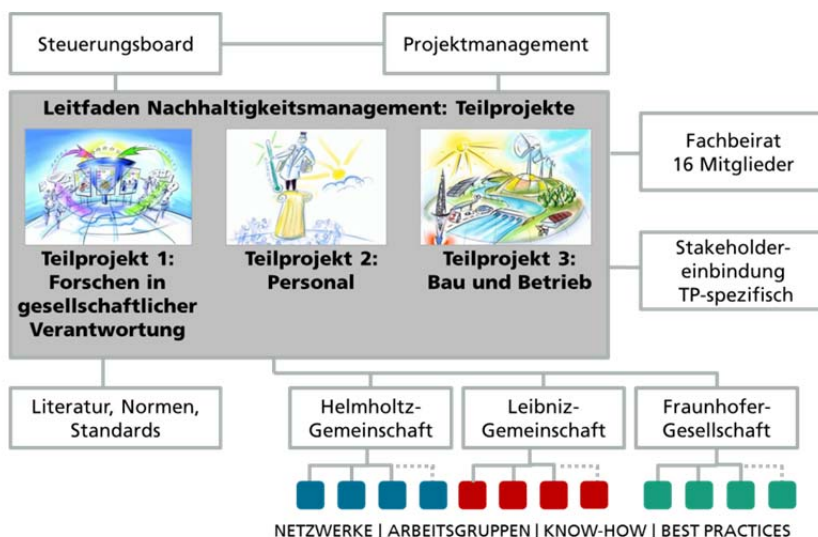 Steuerungsboard
Projektmanagement
Leitfaden Nachhaltigkeitsmanagement: Teilprojekte
Teilprojekt 1:
Forschen in
gesellschaftlicher
Verantwortung
Teilprojekt 2:
Personal
Teilprojekt 3:
Bau und Betrieb
Fachbeirat
16 Mitglieder
Stakeholder-
einbindung
TP-spezifisch
Literatur, Normen,
Standards
Helmholtz-
Gemeinschaft
Leibniz-
Gemeinschaft
Fraunhofer-
Gesellschaft
NETZWERKE | ARBEITSGRUPPEN | KNOW-HOW | BEST PRACTICES